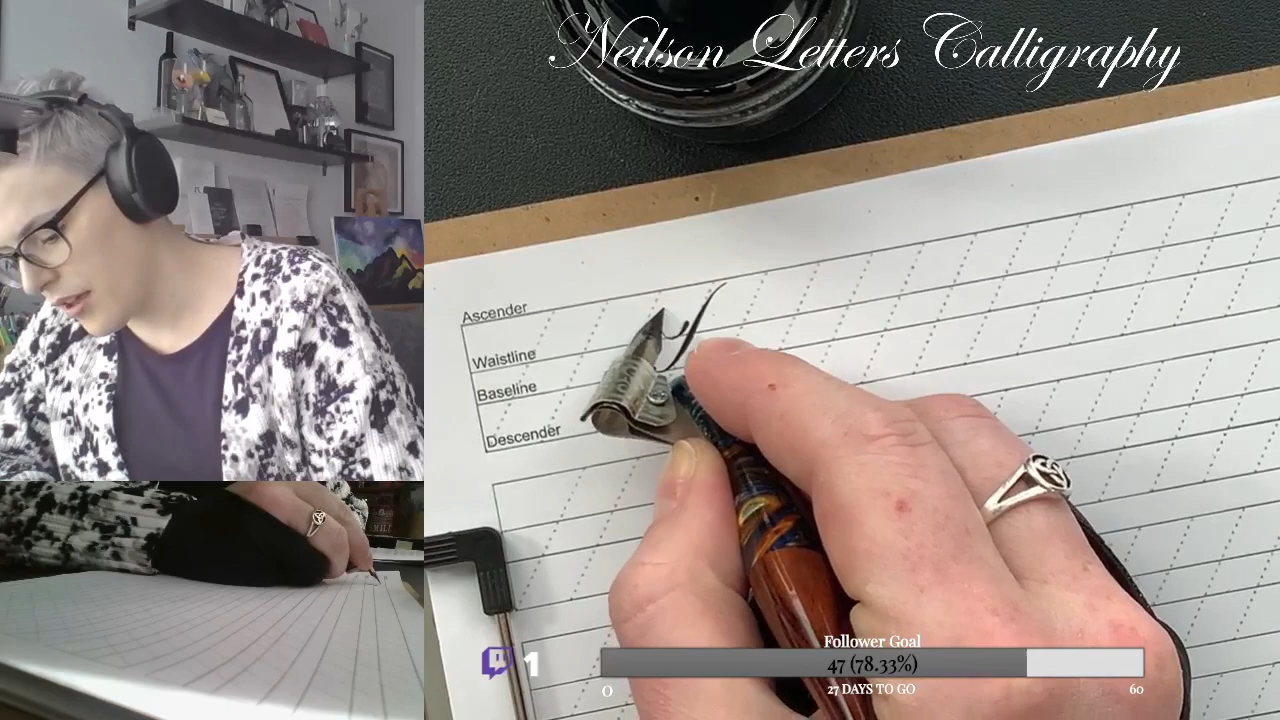 Neilson Letters Calligraphy
Ascender
Waistline
Baseline
Descender
1
Follower Goal
47 (78.33%)
0
27 DAYS TO GO
60